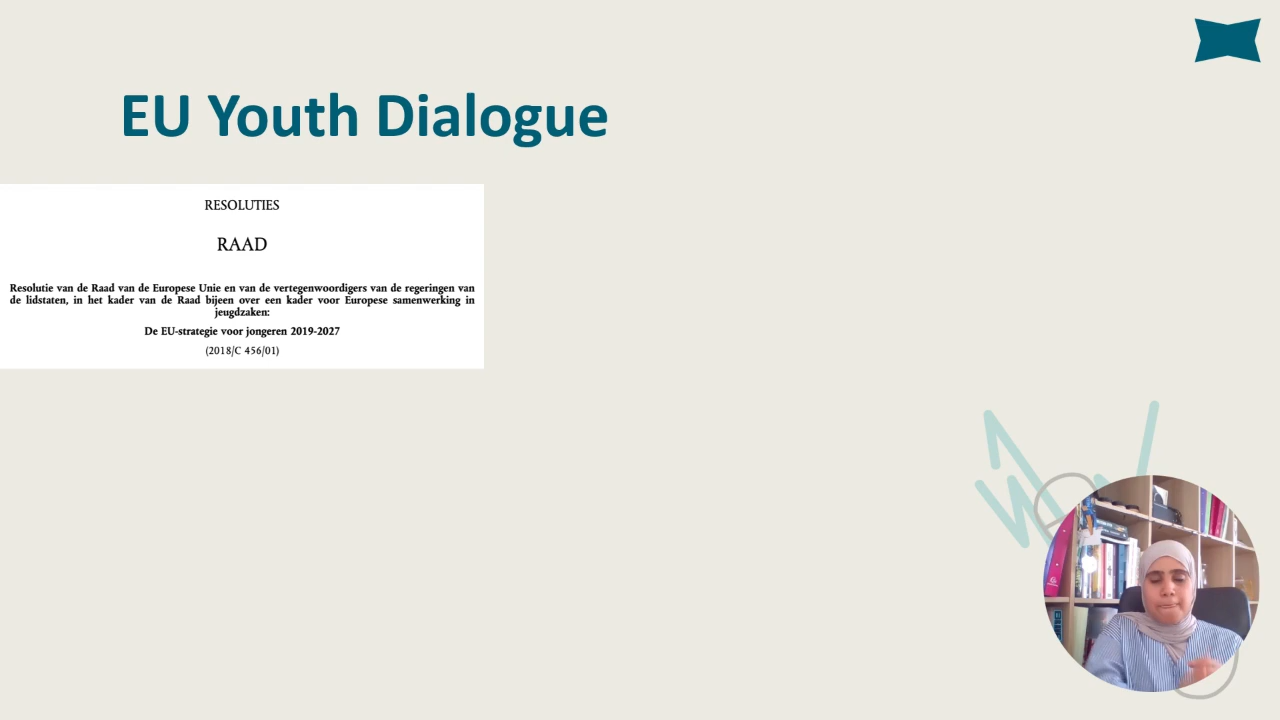 EU Youth Dialogue
RESOLUTIES
RAAD
Resolutie van de Raad van de Europese Unie en van de vertegenwoordigers van de regeringen van
de lidstaten, in het kader van de Raad bijeen over een kader voor Europese samenwerking in
jeugdzaken:
De EU-strategie voor jongeren 2019-2027
(2018/C 456/01)